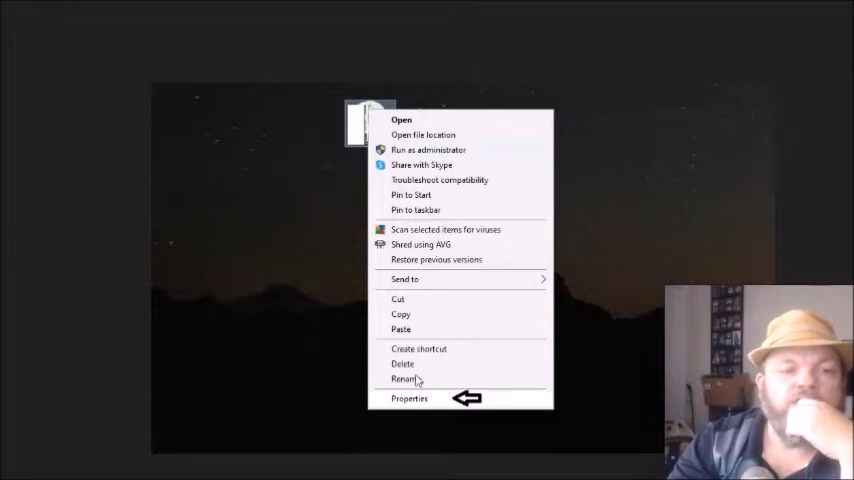 Open
Open file location
Run as administrator
Share with Skype
Troubleshoot compatibility
Pin to Start
Pin to taskbar
Scan selected items for viruses
Shred using AVG
Restore previous versions
Send to
Cut
Copy
Paste
Create shortcut
Delete
Renam
Properties